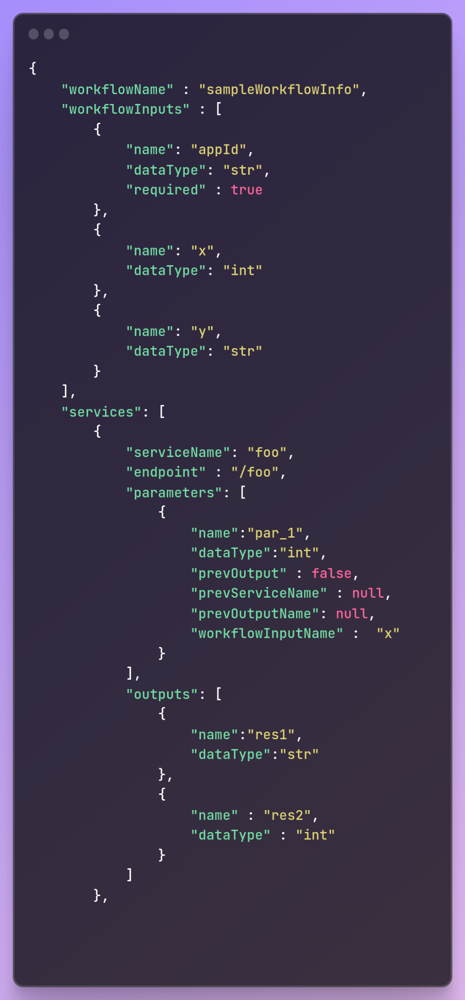 {
    "workflowName" : "sampleWorkflowInfo",
    "workflowInputs" : [
        {
            "name": "appId",
            "dataType": "str",
            "required" : true
        },
        {
            "name": "x",
            "dataType": "int"
        },
        {
            "name": "y",
            "dataType": "str"
        }
    ],
    "services": [
        {
            "serviceName": "foo",
            "endpoint" : "/foo",
            "parameters": [
                {
                    "name":"par_1",
                    "dataType":"int",
                    "prevOutput" : false,
                    "prevServiceName" : null,
                    "prevOutputName": null,
                    "workflowInputName" :  "x"
                }
            ],
            "outputs": [
                {
                    "name":"res1",
                    "dataType":"str"
                },
                {
                    "name" : "res2",
                    "dataType" : "int"
                }
            ]
        },